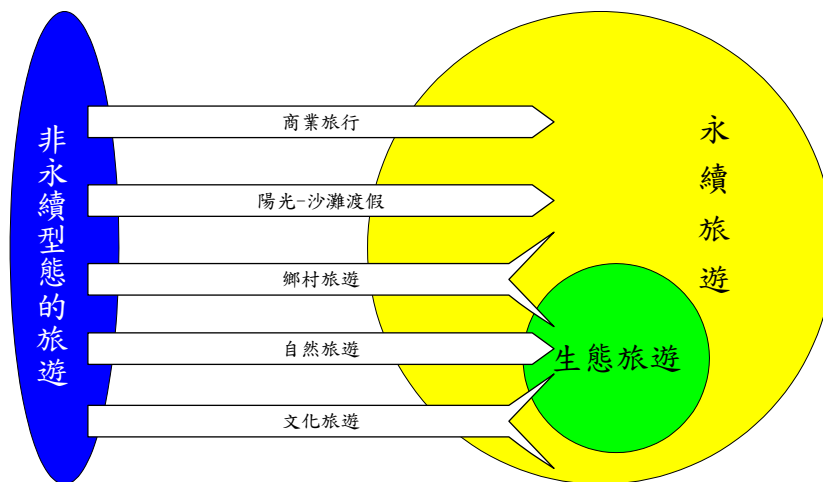 非永續型態的旅遊
商業旅行
陽光-沙灘渡假
鄉村旅遊
自然旅遊
文化旅遊
永續旅遊
生態旅遊